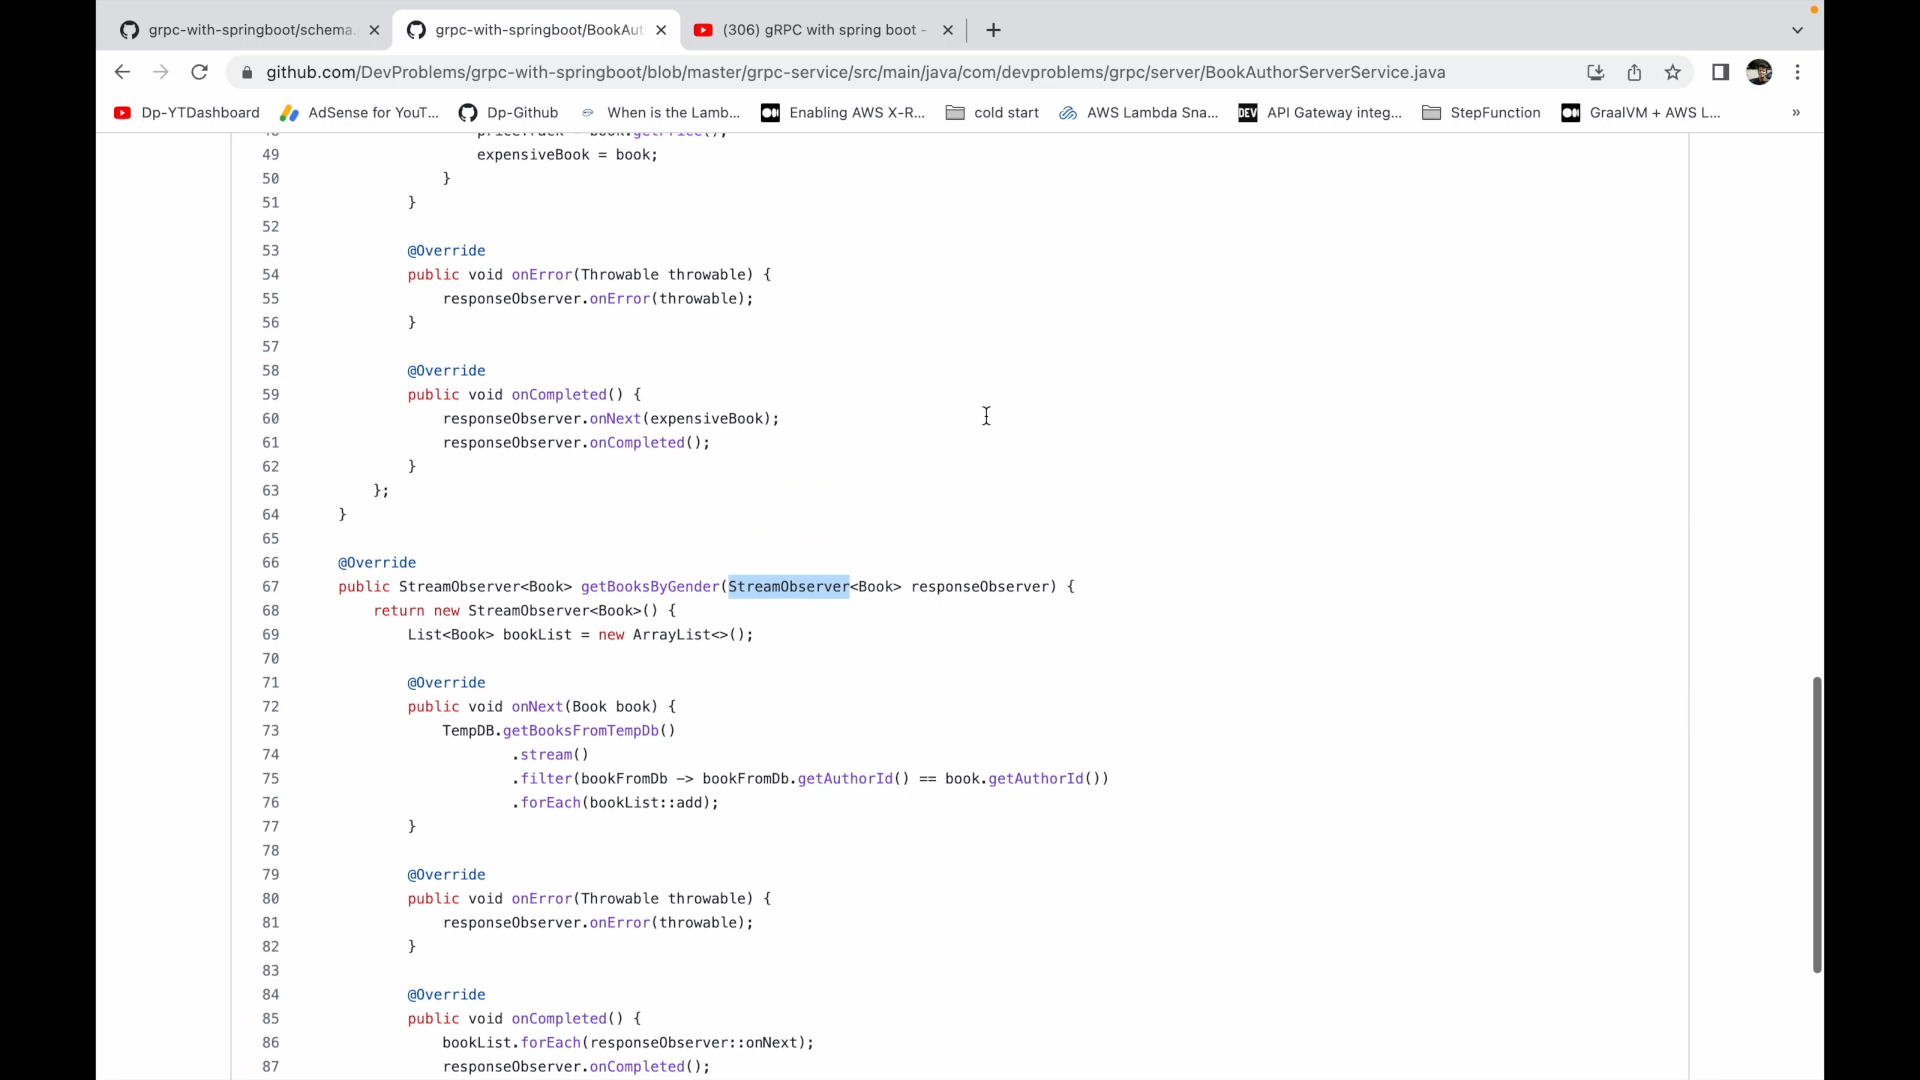 grpc-with-springboot/schema.
grpc-with-springboot/BookAut
(306) gRPC with spring boot -
github.com/DevProblems/grpc-with-springboot/blob/master/grpc-service/src/main/java/com/devproblems/grpc/server/BookAuthorServerService.java
Dp-YTDashboard AdSense for YouT... Dp-Github When is the Lamb... Enabling AWS X-R... cold start AWS Lambda Sna... DEV API Gateway integ... StepFunction GraalVM + AWS L... »
49 expensiveBook = book;
50 }
51 }
52
53 @Override
54 public void onError(Throwable throwable) {
55 responseObserver.onError(throwable);
56 }
57
58 @Override
59 public void onCompleted() {
60 responseObserver.onNext(expensiveBook);
61 responseObserver.onCompleted();
62 }
63 };
64 }
65
66 @Override
67 public StreamObserver<Book> getBooksByGender(StreamObserver<Book> responseObserver) {
68 return new StreamObserver<Book>() {
69 List<Book> bookList = new ArrayList<>();
70
71 @Override
72 public void onNext(Book book) {
73 TempDB.getBooksFromTempDb()
74 .stream()
75 .filter(bookFromDb -> bookFromDb.getAuthorId() == book.getAuthorId())
76 .forEach(bookList::add);
77 }
78
79 @Override
80 public void onError(Throwable throwable) {
81 responseObserver.onError(throwable);
82 }
83
84 @Override
85 public void onCompleted() {
86 bookList.forEach(responseObserver::onNext);
87 responseObserver.onCompleted();